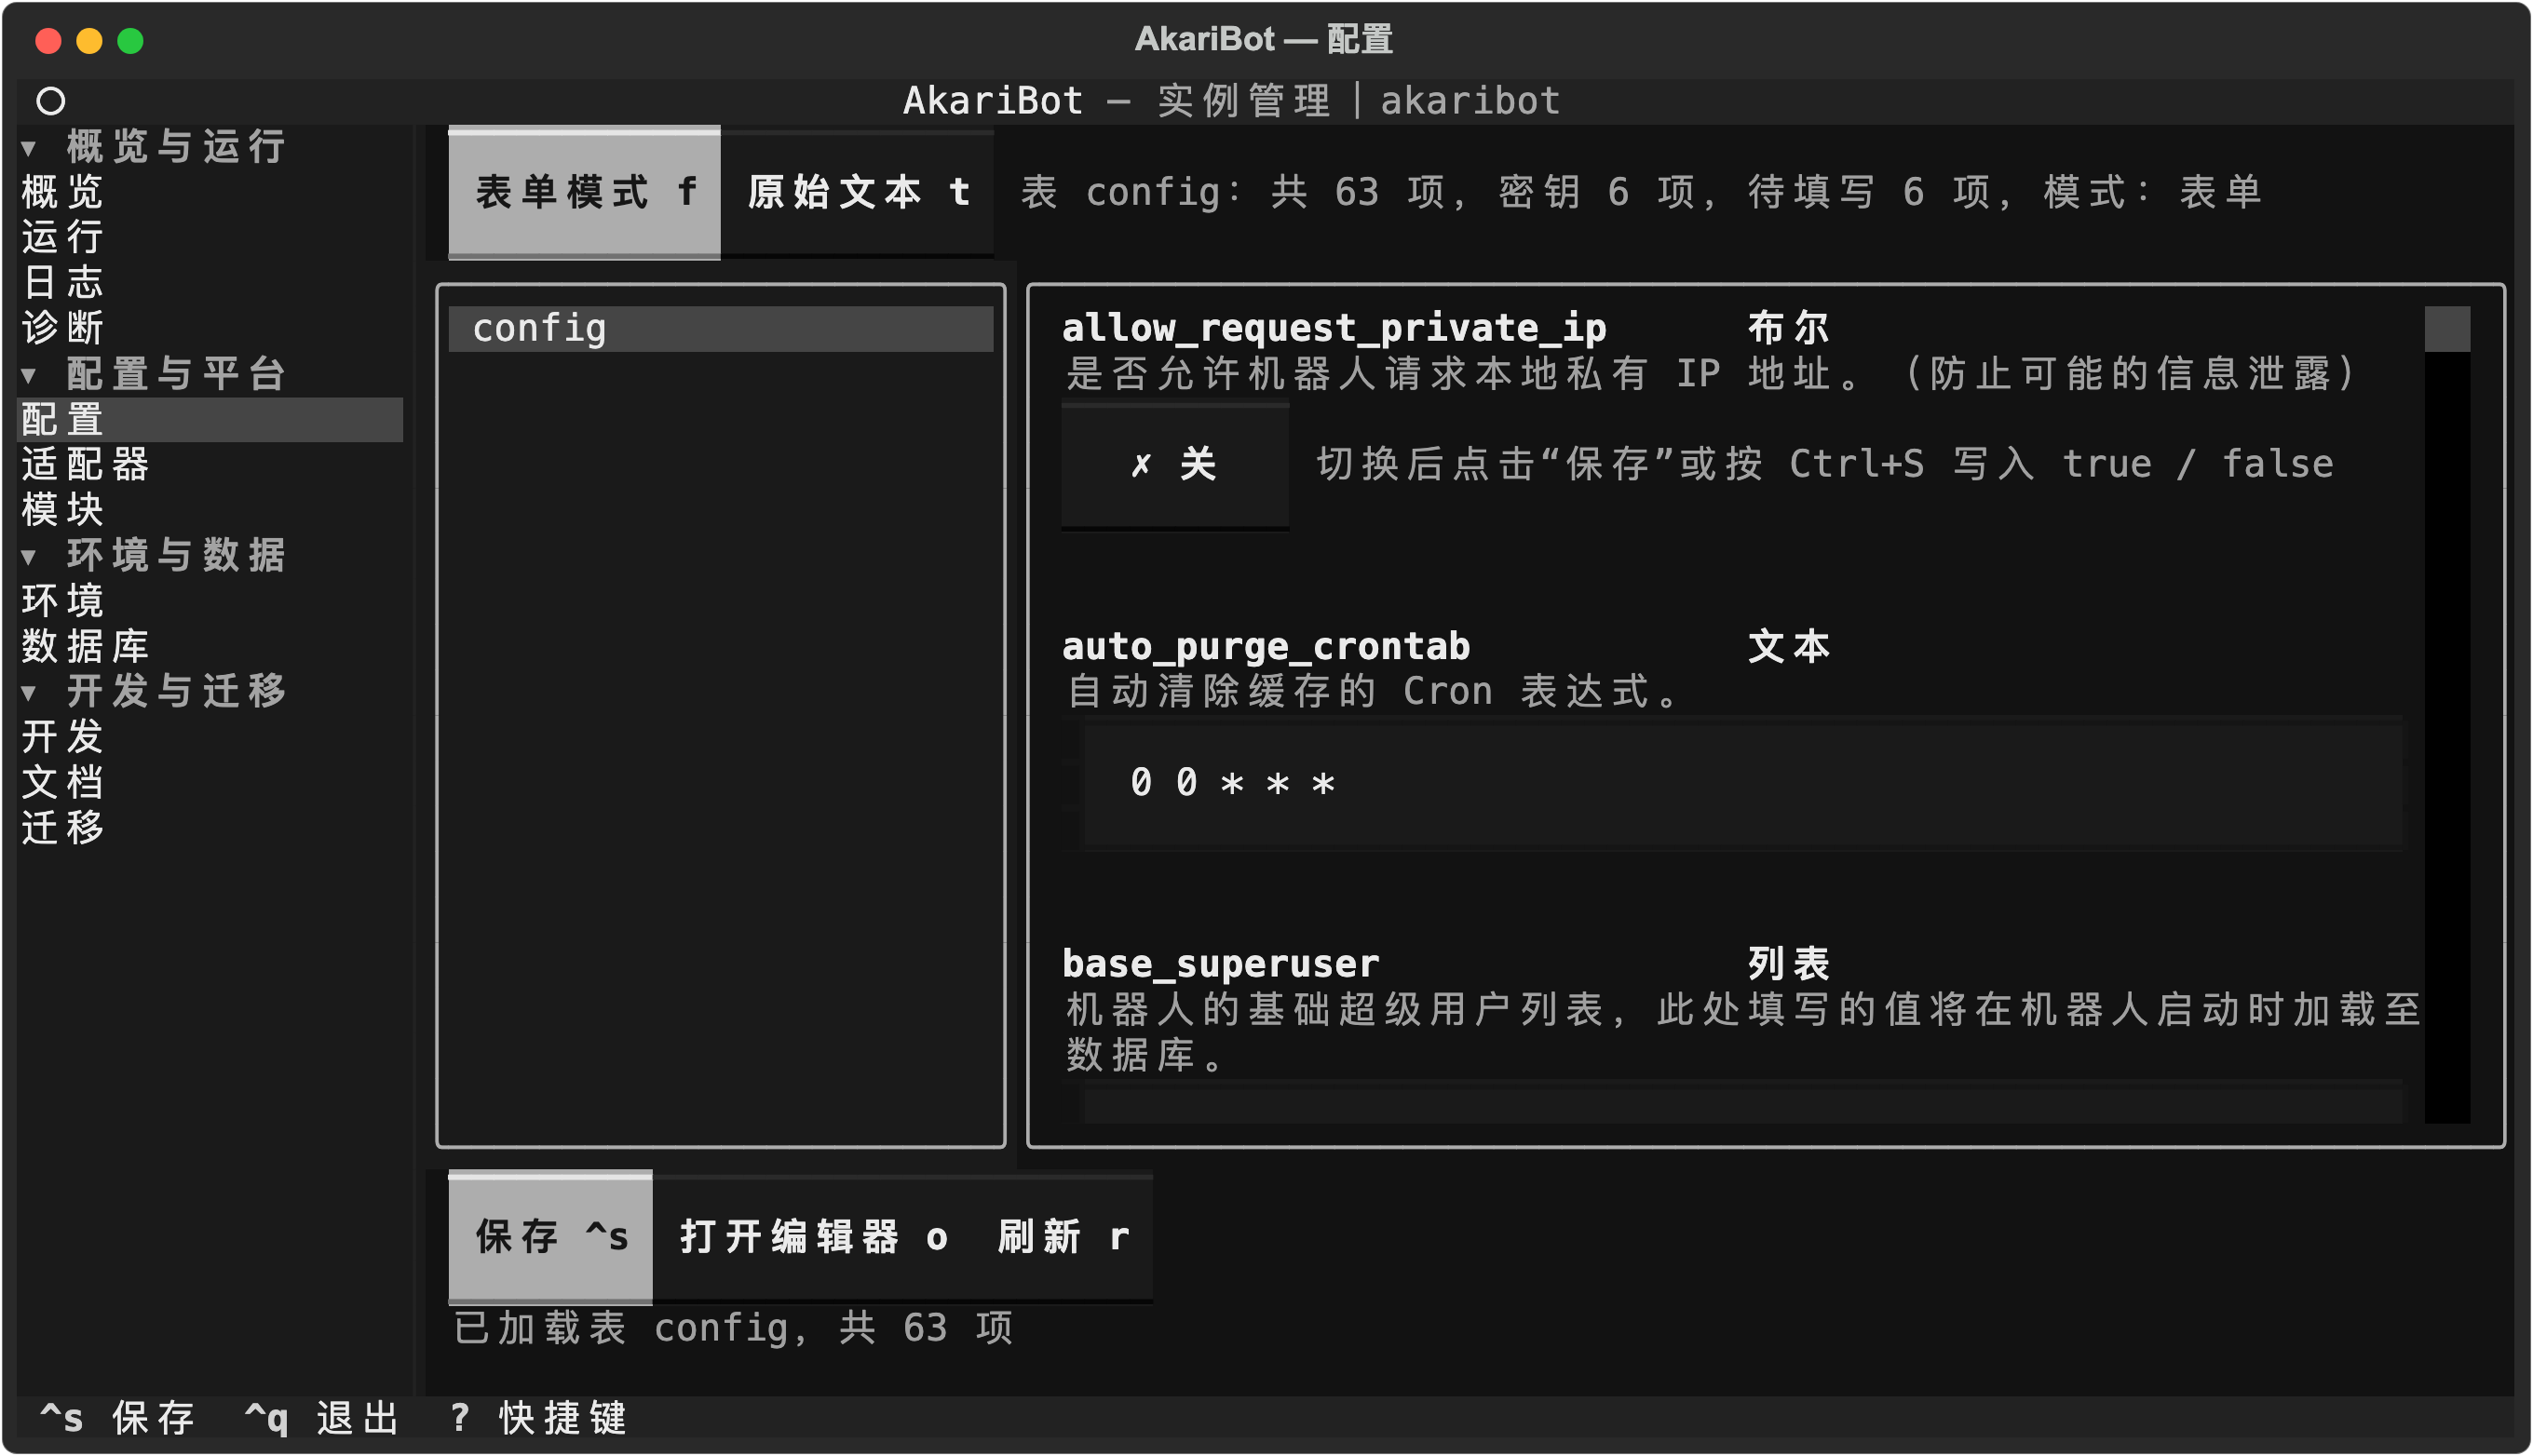 AkariBot — 配置
AkariBot — 实例管理 | akaribot
▼ 概览与运行
概览
运行
日志
诊断
▼ 配置与平台
配置
适配器
模块
▼ 环境与数据
环境
数据库
▼ 开发与迁移
开发
文档
迁移
表单模式 f 原始文本 t 表 config: 共 63 项, 密钥 6 项, 待填写 6 项, 模式: 表单
config
allow_request_private_ip 布尔
是否允许机器人请求本地私有 IP 地址。(防止可能的信息泄露)
✗ 关 切换后点击“保存”或按 Ctrl+S 写入 true / false
auto_purge_crontab 文本
自动清除缓存的 Cron 表达式。
0 0 * * *
base_superuser 列表
机器人的基础超级用户列表, 此处填写的值将在机器人启动时加载至
数据库。
保存 ^s 打开编辑器 o 刷新 r
已加载表 config, 共 63 项
^s 保存 ^q 退出 ? 快捷键